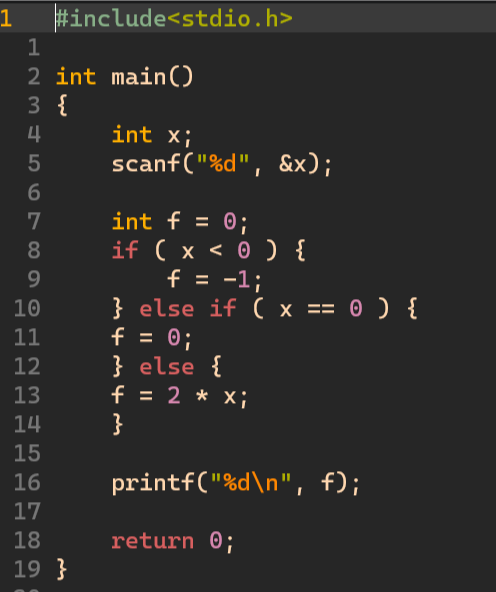 1 #include<stdio.h>
1
2 int main()
3 {
4     int x;
5     scanf("%d", &x);
6
7     int f = 0;
8     if ( x < 0 ) {
9         f = -1;
10     } else if ( x == 0 ) {
11     f = 0;
12     } else {
13     f = 2 * x;
14     }
15
16     printf("%d\n", f);
17
18     return 0;
19 }